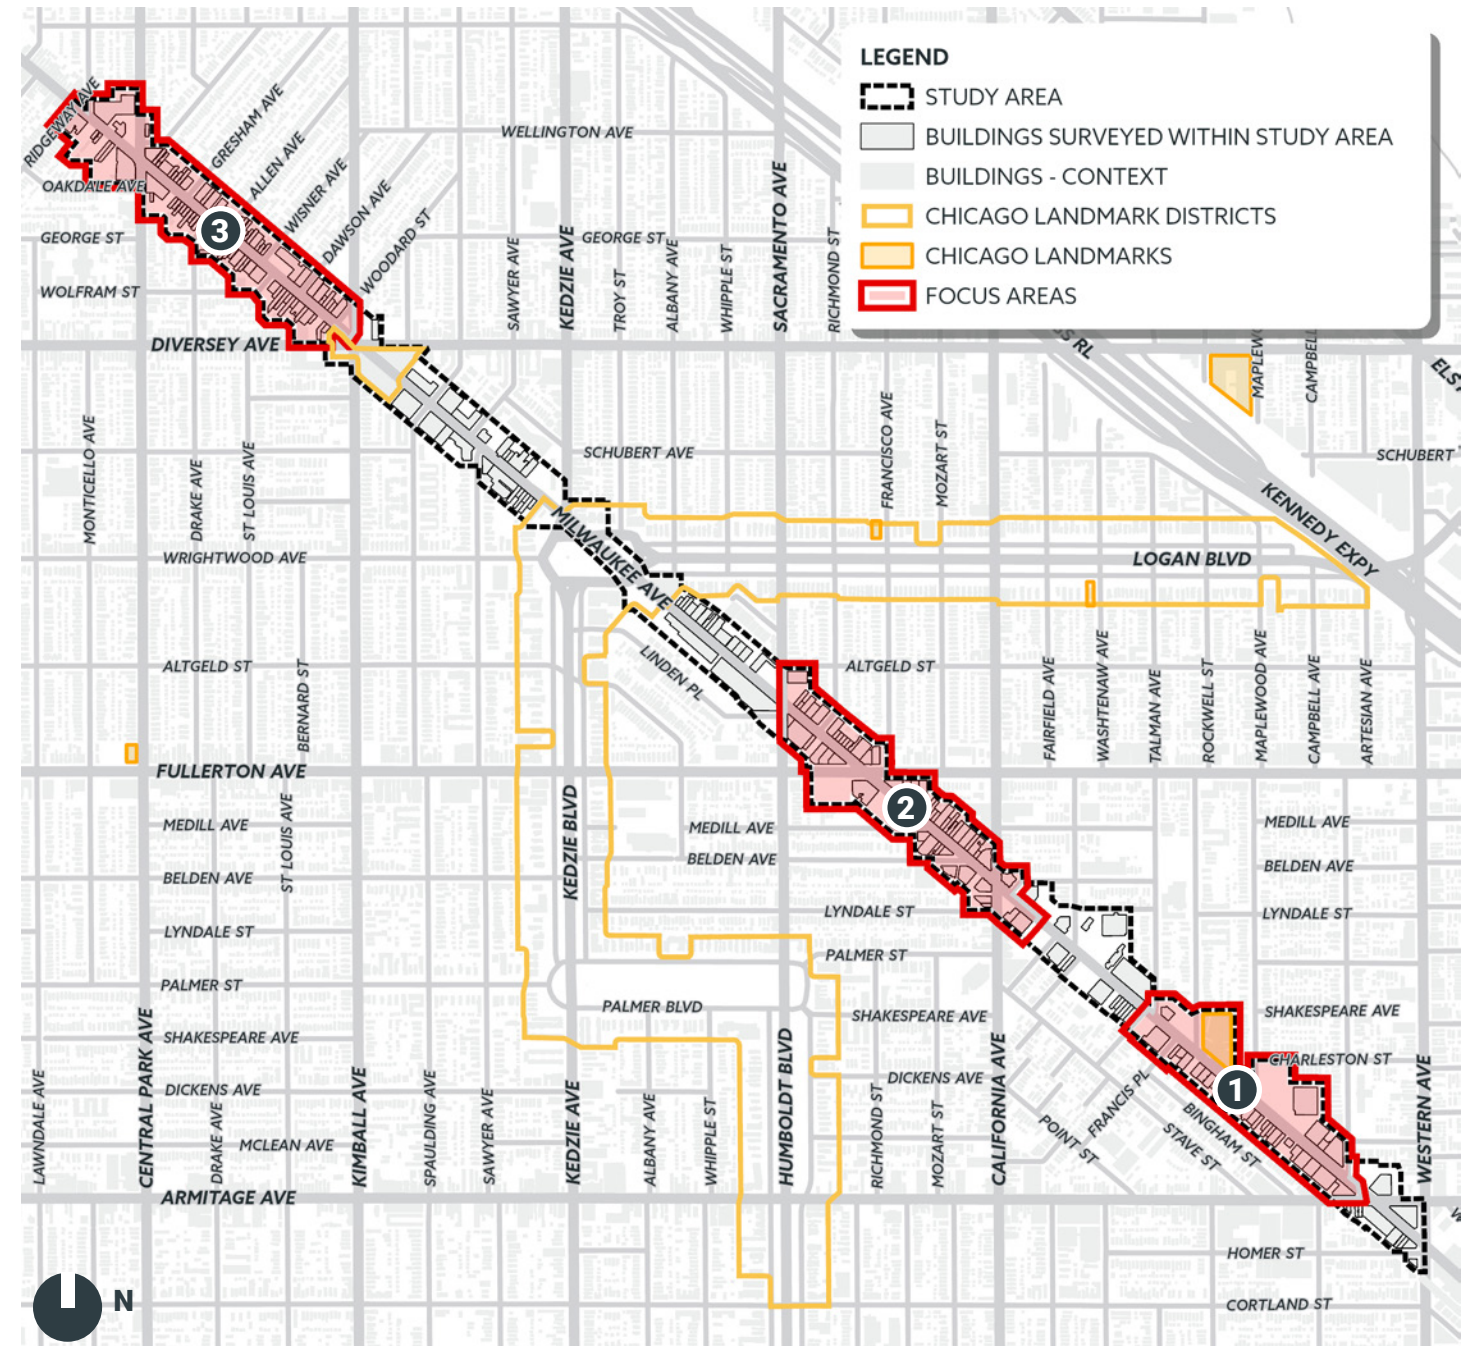 LEGEND
STUDY AREA
BUILDINGS SURVEYED WITHIN STUDY AREA
BUILDINGS - CONTEXT
CHICAGO LANDMARK DISTRICTS
CHICAGO LANDMARKS
FOCUS AREAS
RIDGEWAY AVE
GRESHAM AVE
ALLEN AVE
WISNER AVE
DAWSON AVE
WOODARD ST
WELLINGTON AVE
OAKDALE AVE
GEORGE ST
WOLFRAM ST
DIVERSEY AVE
3
SAWYER AVE
KEDZIE AVE
GEORGE ST
TROY ST
ALBANY AVE
WHIPPLE ST
SACRAMENTO AVE
RICHMOND ST
SS RL
MAPLEW
CAMPBELL
ELST
MONTICELLO AVE
DRAKE AVE
ST LOUIS AVE
SCHUBERT AVE
FRANCISCO AVE
MOZART ST
SCHUBERT
KENNEDY EXPY
MILWAUKEE AVE
WRIGHTWOOD AVE
LOGAN BLVD
ALTGELD ST
BERNARD ST
LINDEN PL
ALTGELD ST
FAIRFIELD AVE
WASHTENAW AVE
TALMAN AVE
ROCKWELL ST
MAPLEWOOD AVE
CAMPBELL AVE
ARTESIAN AVE
FULLERTON AVE
2
MEDILL AVE
ST LOUIS AVE
KEDZIE BLVD
MEDILL AVE
MEDILL AVE
BELDEN AVE
BELDEN AVE
BELDEN AVE
LYNDALE ST
LYNDALE ST
LYNDALE ST
PALMER ST
PALMER ST
PALMER BLVD
SHAKESPEARE AVE
SHAKESPEARE AVE
SHAKESPEARE AVE
CHARLESTON ST
1
DICKENS AVE
DICKENS AVE
LAWNDALE AVE
CENTRAL PARK AVE
DRAKE AVE
MCLEAN AVE
KIMBALL AVE
SPAULDING AVE
SAWYER AVE
KEDZIE AVE
ALBANY AVE
WHIPPLE ST
HUMBOLDT BLVD
RICHMOND ST
MOZART ST
CALIFORNIA AVE
POINT ST
FRANCIS PL
STAVE ST
BINGHAM ST
WESTERN AVE
ARMITAGE AVE
W
HOMER ST
CORTLAND ST
N